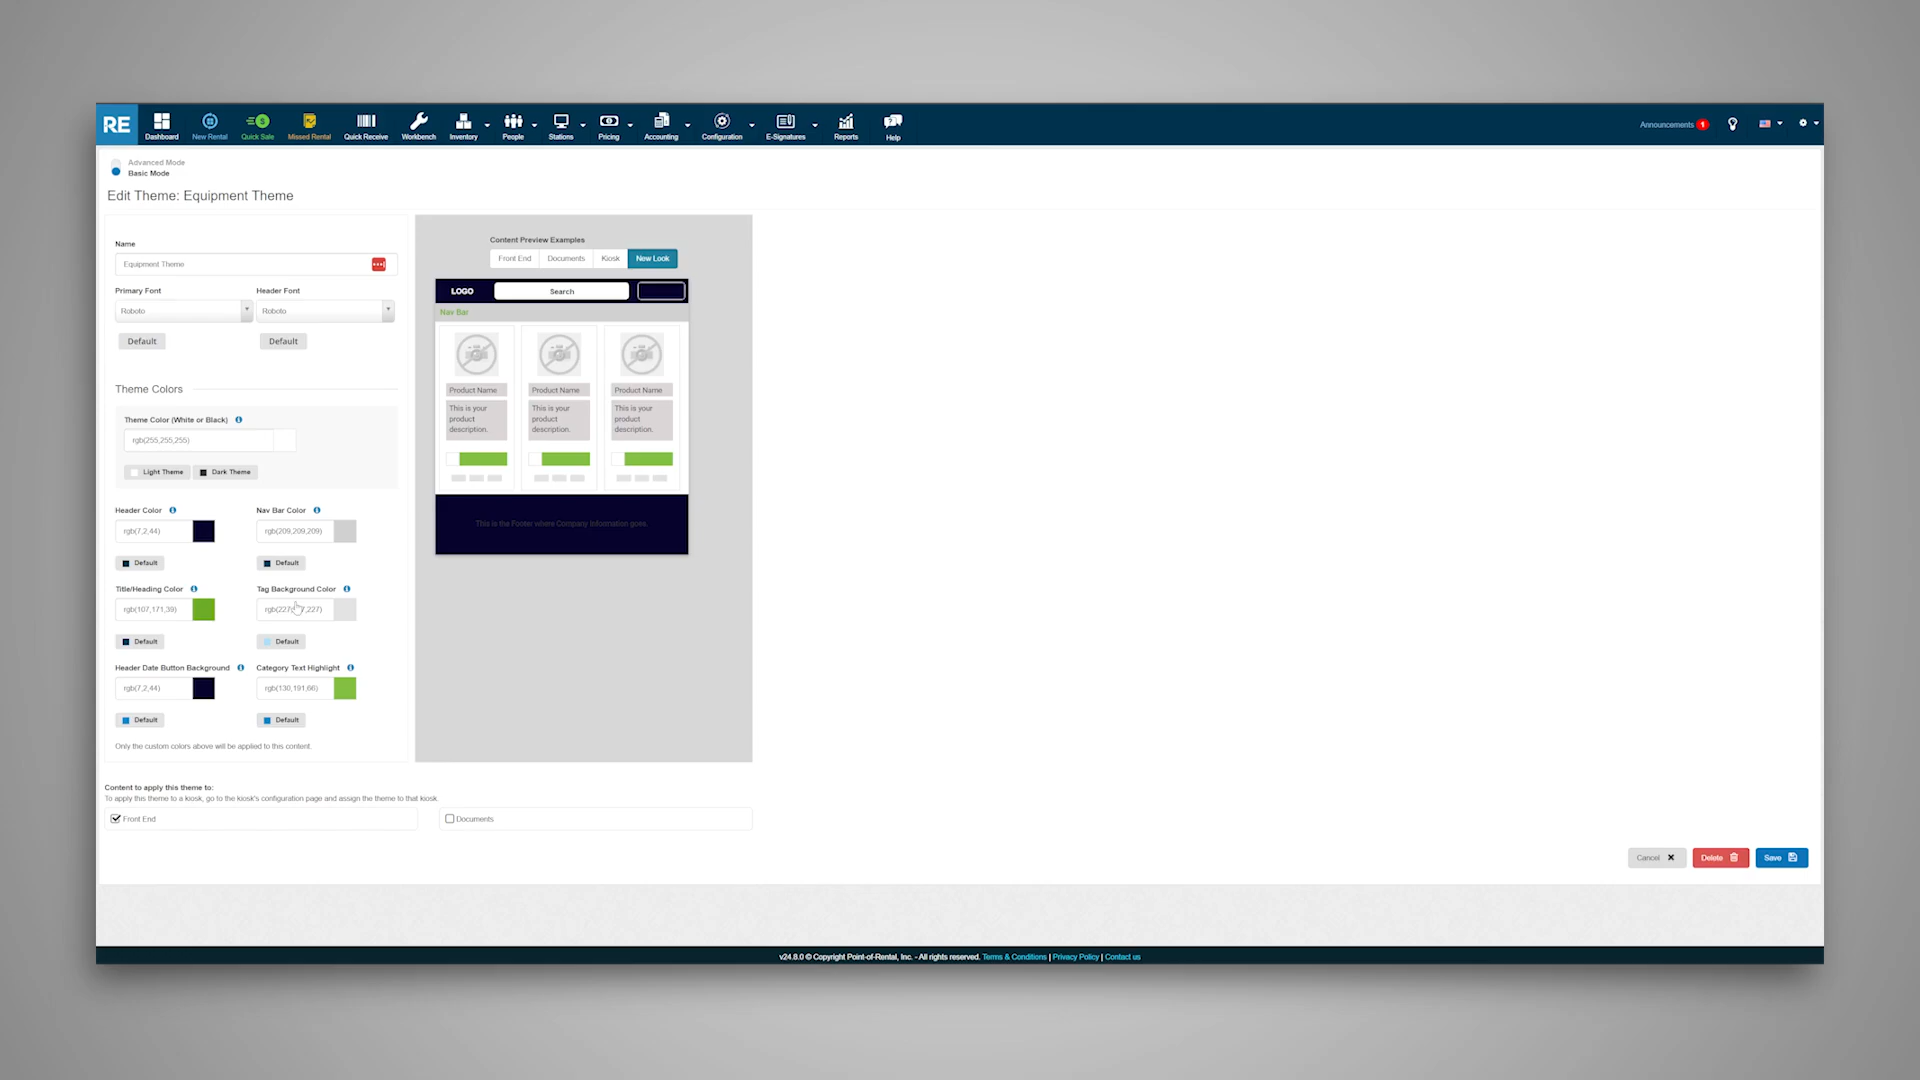 RE
Dashboard New Rental Quick Sale Missed Rental Quick Receive Workbench Inventory People Stations Pricing Accounting Configuration E-Signatures Reports Help Announcements 1
Advanced Mode
Basic Mode
Edit Theme: Equipment Theme
Name
Equipment Theme
Primary Font Header Font
Roboto Roboto
Default Default
Theme Colors
Theme Color (White or Black)
rgb(255,255,255)
Light Theme Dark Theme
Header Color Nav Bar Color
rgb(7,2,44) rgb(209,209,209)
Default Default
Title/Heading Color Tag Background Color
rgb(107,171,39)
Default Default
Header Date Button Background Category Text Highlight
rgb(7,2,44) rgb(130,191,66)
Default Default
Only the custom colors above will be applied to this content.
Content Preview Examples
Front End Documents Kiosk New Look
LOGO Search
Nav Bar
Product Name Product Name Product Name
This is your This is your This is your
product product product
description. description. description.
This is the Footer where Company Information goes.
Content to apply this theme to:
To apply this theme to a kiosk, go to the kiosk's configuration page and assign the theme to that kiosk.
Front End Documents
Cancel Delete Save
v24.8.0 © Copyright Point-of-Rental, Inc. - All rights reserved. Terms & Conditions | Privacy Policy | Contact us